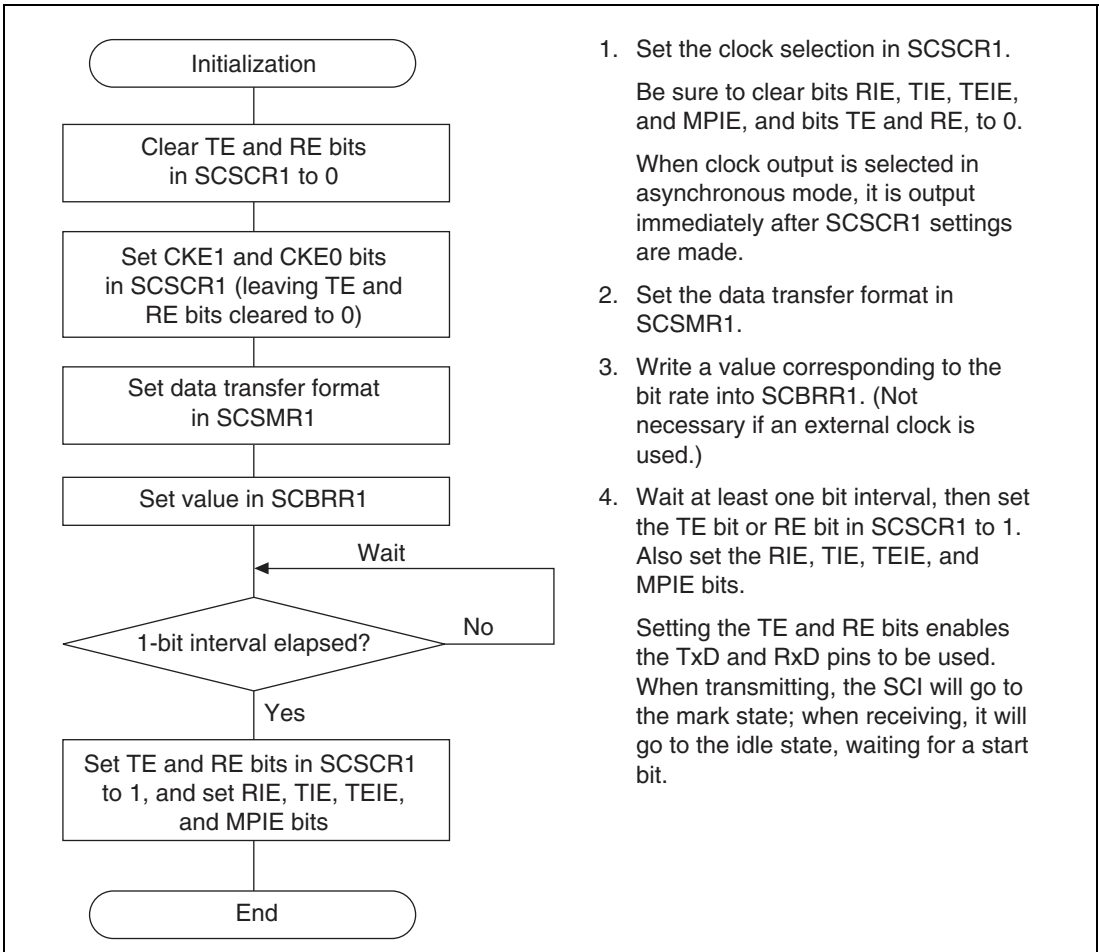 Initialization
Clear TE and RE bits
in SCSCR1 to 0
Set CKE1 and CKE0 bits
in SCSCR1 (leaving TE and
RE bits cleared to 0)
Set data transfer format
in SCSMR1
Set value in SCBRR1
Wait
1-bit interval elapsed?
No
Yes
Set TE and RE bits in SCSCR1
to 1, and set RIE, TIE, TEIE,
and MPIE bits
End
1. Set the clock selection in SCSCR1.
Be sure to clear bits RIE, TIE, TEIE,
and MPIE, and bits TE and RE, to 0.
When clock output is selected in
asynchronous mode, it is output
immediately after SCSCR1 settings
are made.
2. Set the data transfer format in
SCSMR1.
3. Write a value corresponding to the
bit rate into SCBRR1. (Not
necessary if an external clock is
used.)
4. Wait at least one bit interval, then set
the TE bit or RE bit in SCSCR1 to 1.
Also set the RIE, TIE, TEIE, and
MPIE bits.
Setting the TE and RE bits enables
the TxD and RxD pins to be used.
When transmitting, the SCI will go to
the mark state; when receiving, it will
go to the idle state, waiting for a start
bit.